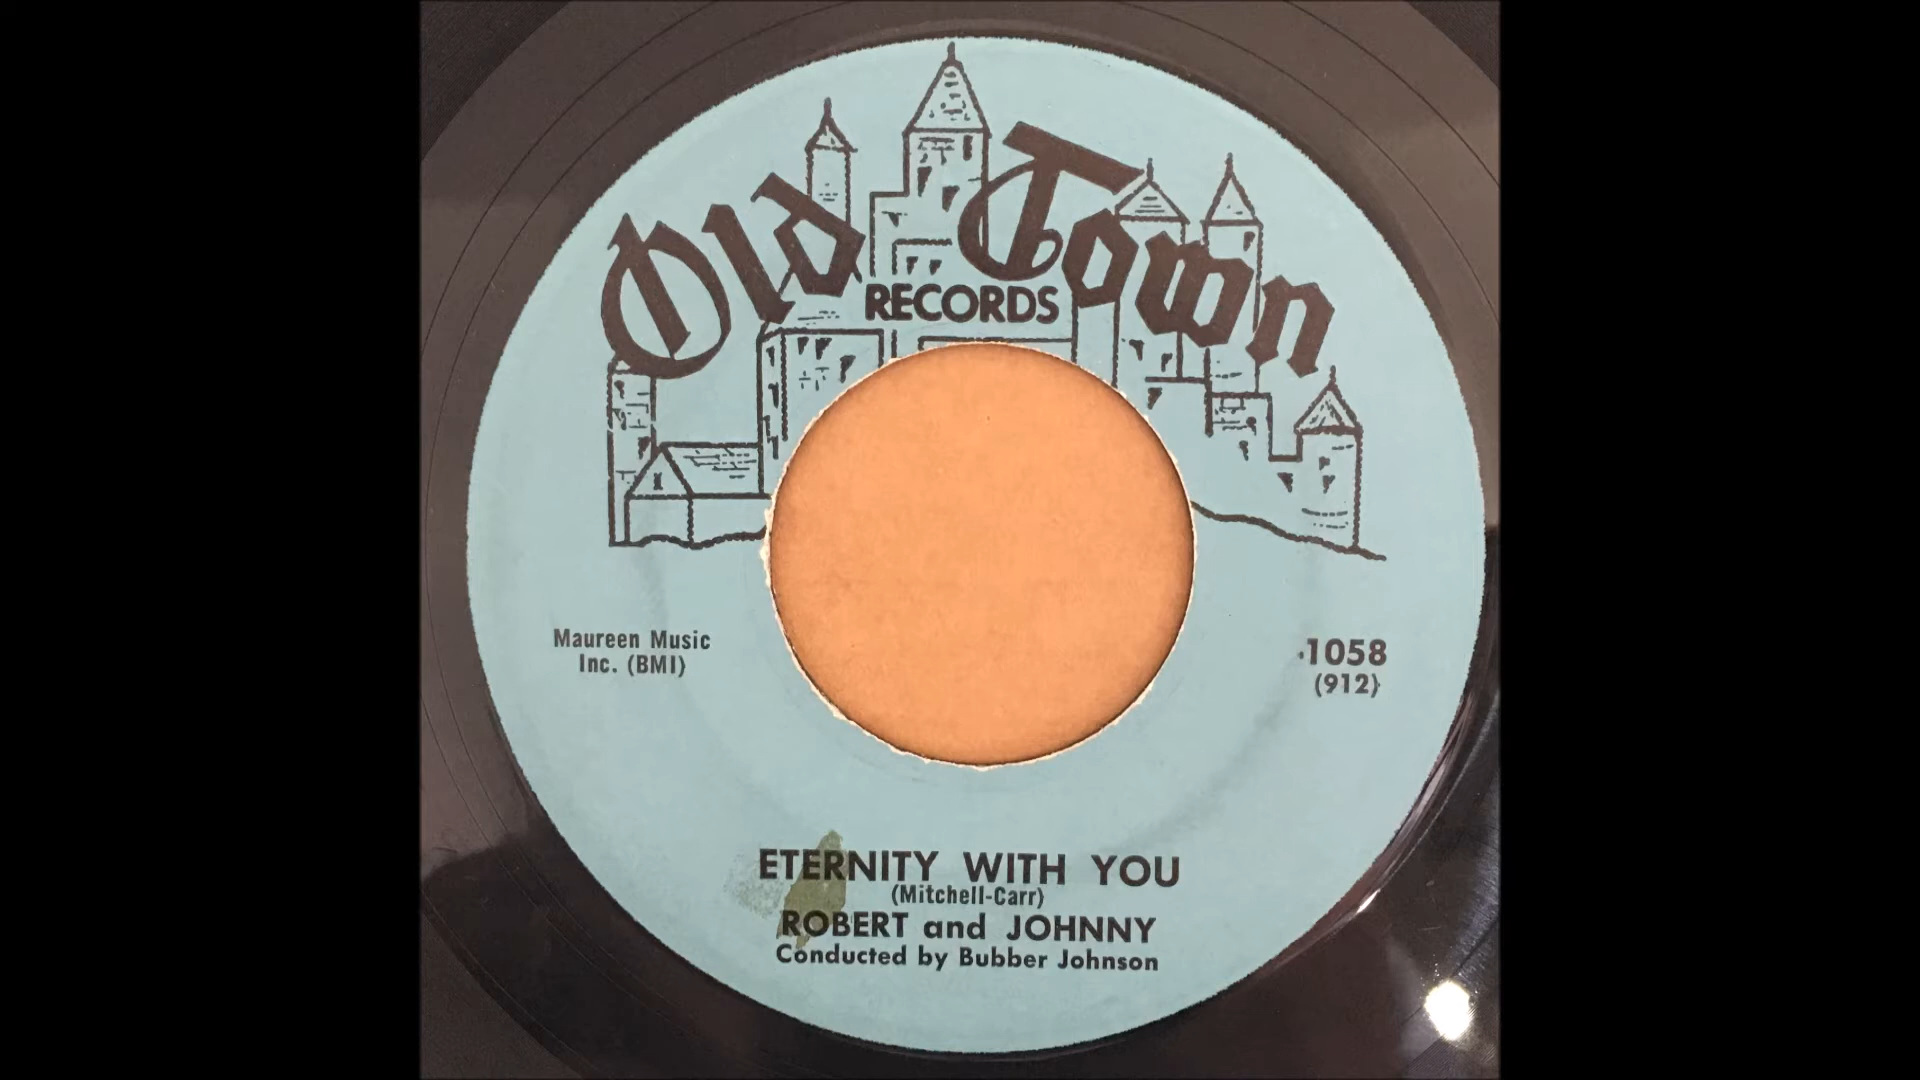 Old Town
RECORDS
Maureen Music
Inc. (BMI)
1058
(912)
ETERNITY WITH YOU
(Mitchell-Carr)
ROBERT and JOHNNY
Conducted by Bubber Johnson